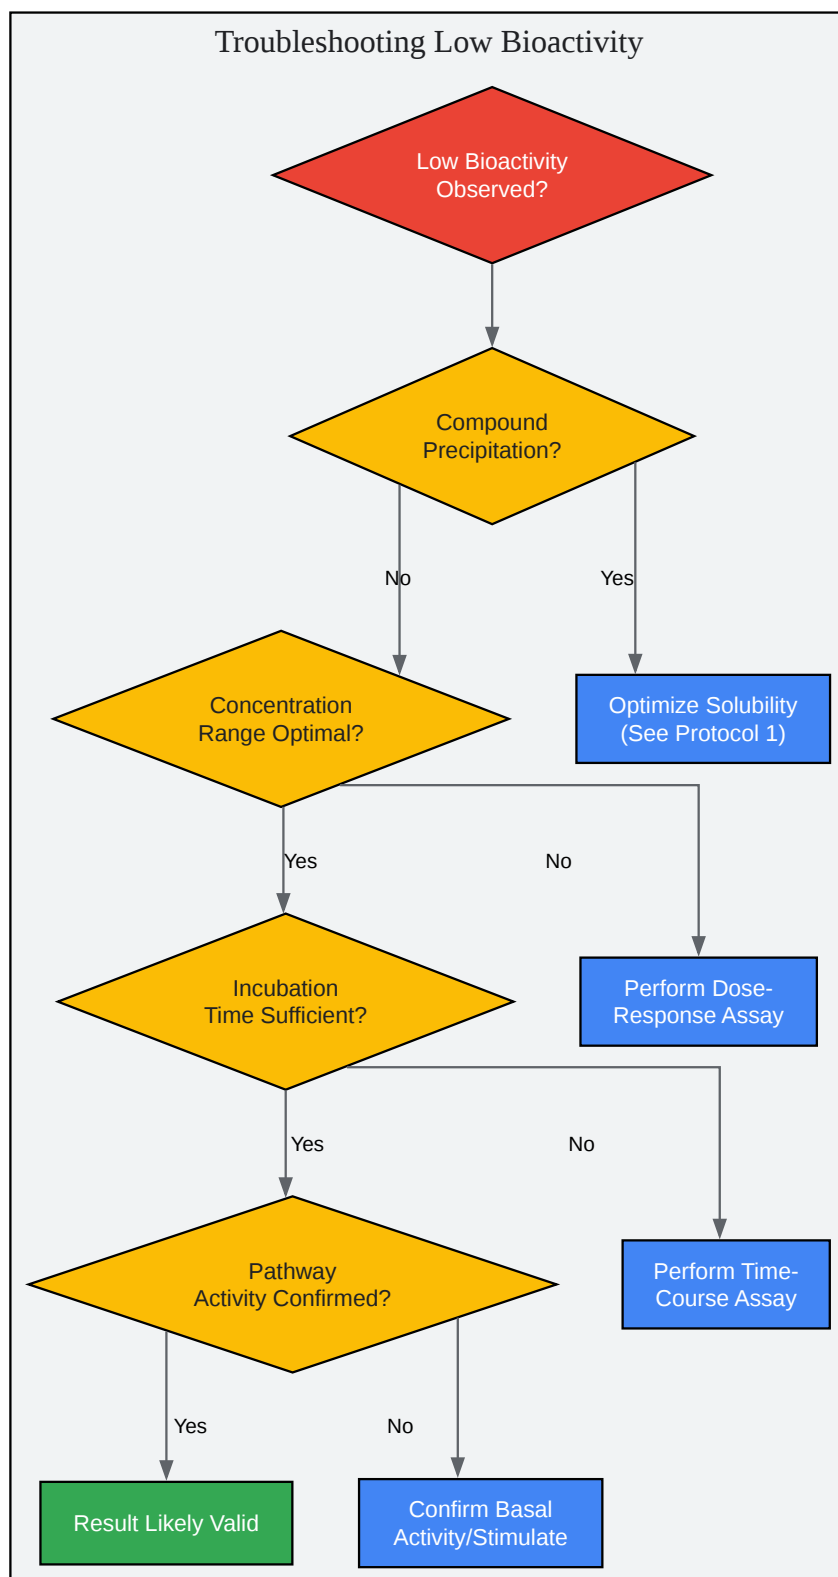 Troubleshooting Low Bioactivity
Low Bioactivity
Observed?
Compound
Precipitation?
No
Yes
Concentration
Range Optimal?
Optimize Solubility
(See Protocol 1)
Yes
No
Incubation
Time Sufficient?
Perform Dose-
Response Assay
Yes
No
Pathway
Activity Confirmed?
Perform Time-
Course Assay
Yes
No
Result Likely Valid
Confirm Basal
Activity/Stimulate